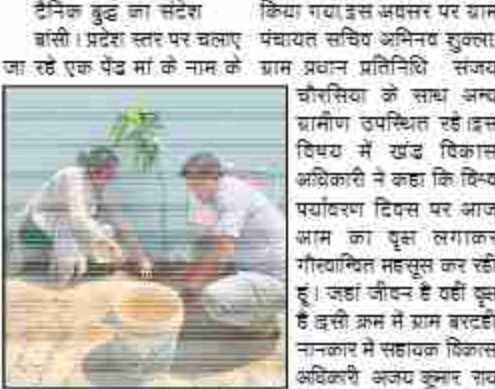 दैनिक बुद्ध का संदेश
बांसी । प्रदेश स्तर पर चलाए
जा रहे एक पेंड मां के नाम के
किया गया,इस अवसर पर ग्राम
पंचायत सचिव अभिनव शुक्ला
ग्राम प्रधान प्रतिनिधि संजय
चौरसिया के साथ अन्य
ग्रामीण उपस्थित रहे।इस
विषय में खंड विकास
अधिकारी ने कहा कि विश्व
पर्यावरण दिवस पर आज
आम का वृक्ष लगाकर
गौरवान्वित महसूस कर रही
हूं। जहां जीवन है वहीं वृक्ष
है।इसी क्रम में ग्राम बरटही
नानकार में सहायक विकास
अधिकारी अजय कुमार राव